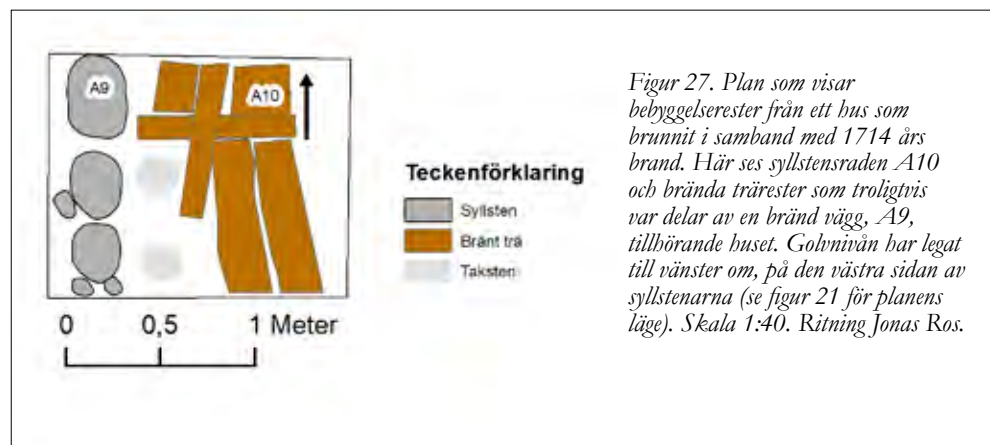 A9
A10
0 0,5 1 Meter
Teckenförklaring
Syllsten
Bränt trä
Taksten
Figur 27. Plan som visar
bebyggelserester från ett hus som
brunnit i samband med 1714 års
brand. Här ses syllstensraden A10
och brända trärester som troligtvis
var delar av en bränd vägg, A9,
tillhörande huset. Golvnivån har legat
till vänster om, på den västra sidan av
syllstenarna (se figur 21 för planens
läge). Skala 1:40. Ritning Jonas Ros.